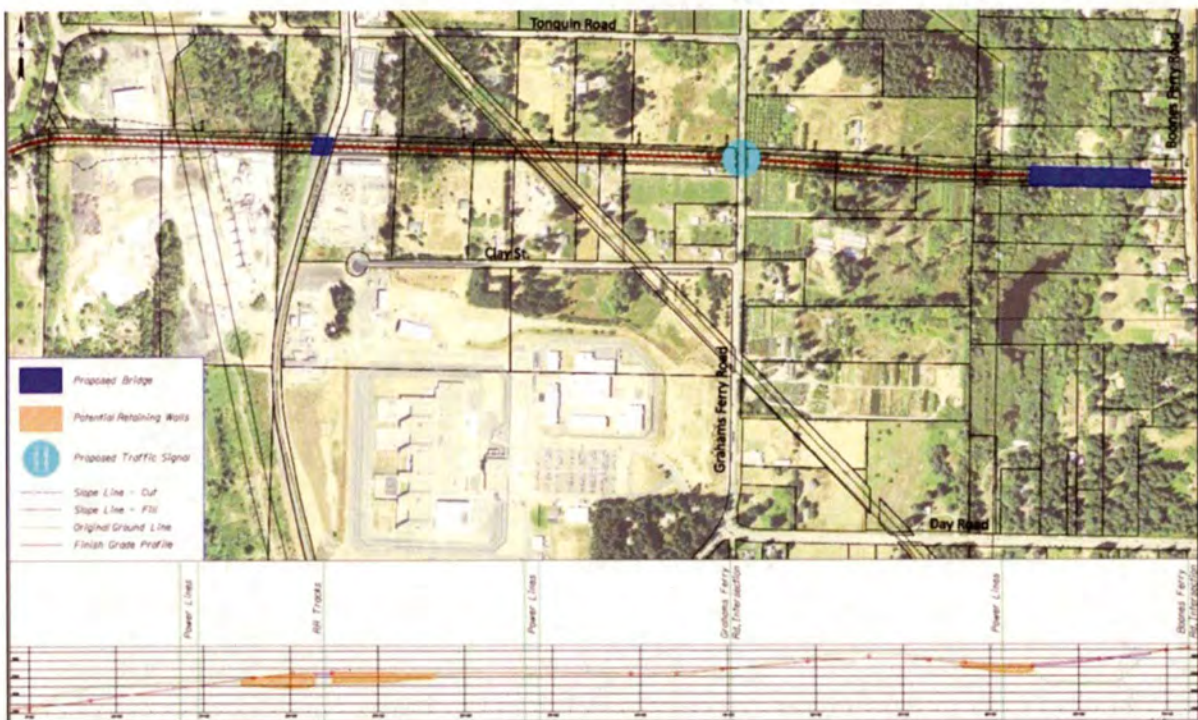 Tonquin Road
Boone Ferry Road
Clay St.
Grahams Ferry Road
Day Road
Proposed Bridge
Potential Retaining Walls
Proposed Traffic Signal
Slope Line - Cut
Slope Line - Fill
Original Ground Line
Finish Grade Profile
Power Lines
RR Tracks
Power Lines
Grahams Ferry
Rd. Intersection
Power Lines
Boones Ferry
Rd. Intersection